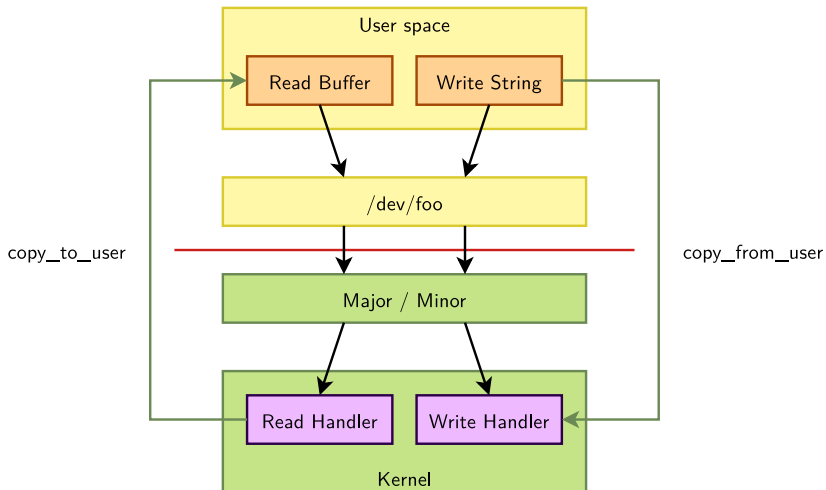 User space
Read Buffer
Write String
/dev/foo
copy_to_user
copy_from_user
Major / Minor
Read Handler
Write Handler
Kernel